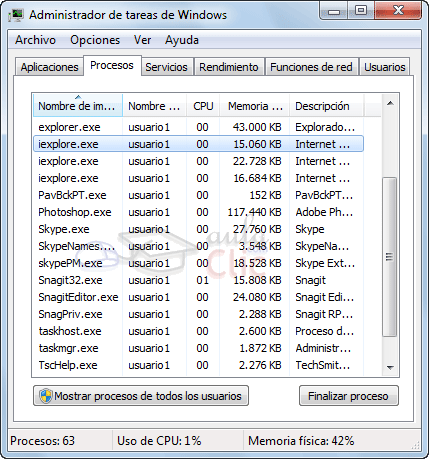 Administrador de tareas de Windows
Archivo Opciones Ver Ayuda
Aplicaciones Procesos Servicios Rendimiento Funciones de red Usuarios
Nombre de im... Nombre ... CPU Memoria ... Descripción
explorer.exe usuario1 00 43.000 KB Explorado...
iexplore.exe usuario1 00 15.060 KB Internet ...
iexplore.exe usuario1 00 22.728 KB Internet ...
iexplore.exe usuario1 00 16.684 KB Internet ...
PavBckPT.exe usuario1 00 152 KB PavBckPT...
Photoshop.exe usuario1 00 117.440 KB Adobe Ph...
Skype.exe usuario1 00 27.760 KB Skype
SkypeNames.... usuario1 00 3.548 KB SkypeNa...
skypePM.exe usuario1 00 18.528 KB Skype Ext...
Snagit32.exe usuario1 01 15.808 KB Snagit
SnagitEditor.exe usuario1 00 24.080 KB Snagit Edi...
SnagPriv.exe usuario1 00 2.288 KB Snagit RP...
taskhost.exe usuario1 00 2.600 KB Proceso d...
taskmgr.exe usuario1 00 1.872 KB Administr...
TscHelp.exe usuario1 00 2.276 KB TechSmit...
aula
Clic
Mostrar procesos de todos los usuarios Finalizar proceso
Procesos: 63 Uso de CPU: 1% Memoria física: 42%